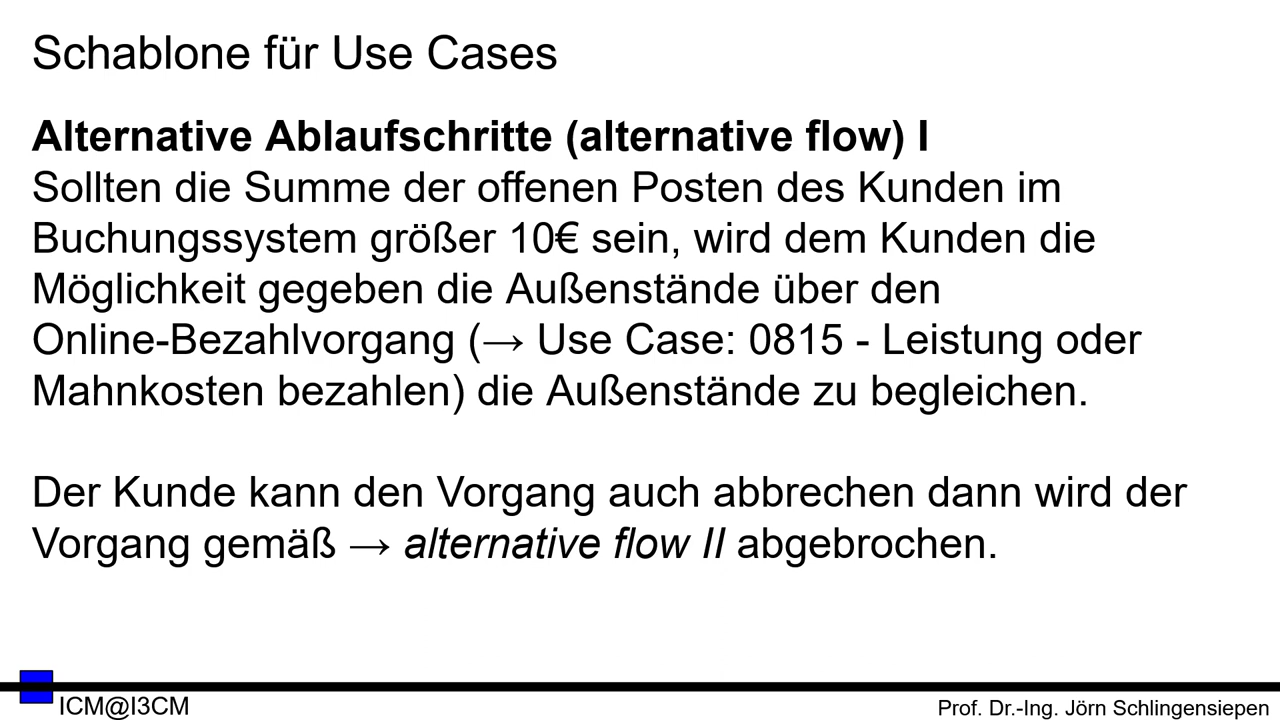 Schablone für Use Cases
Alternative Ablaufschritte (alternative flow) I
Sollten die Summe der offenen Posten des Kunden im
Buchungssystem größer 10€ sein, wird dem Kunden die
Möglichkeit gegeben die Außenstände über den
Online-Bezahlvorgang (→ Use Case: 0815 - Leistung oder
Mahnkosten bezahlen) die Außenstände zu begleichen.
Der Kunde kann den Vorgang auch abbrechen dann wird der
Vorgang gemäß → alternative flow II abgebrochen.
ICM@I3CM
Prof. Dr.-Ing. Jörn Schlingensiepen